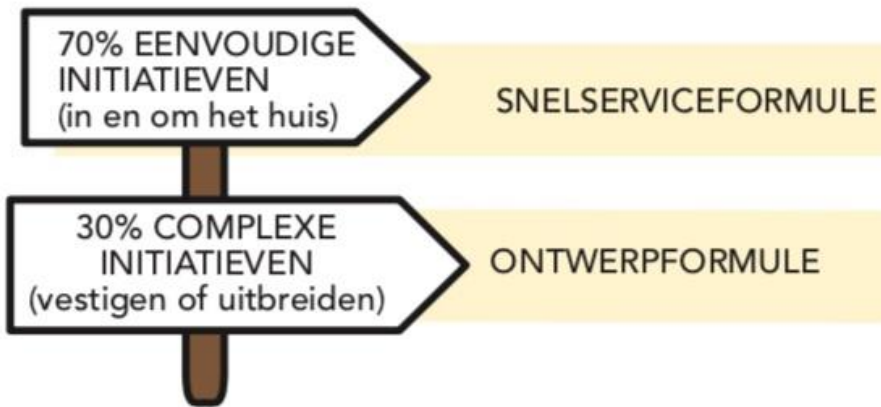 70% EENVOUDIGE
INITIATIEVEN
(in en om het huis)
SNELSERVICEFORMULE
30% COMPLEXE
INITIATIEVEN
(vestigen of uitbreiden)
ONTWERPFORMULE